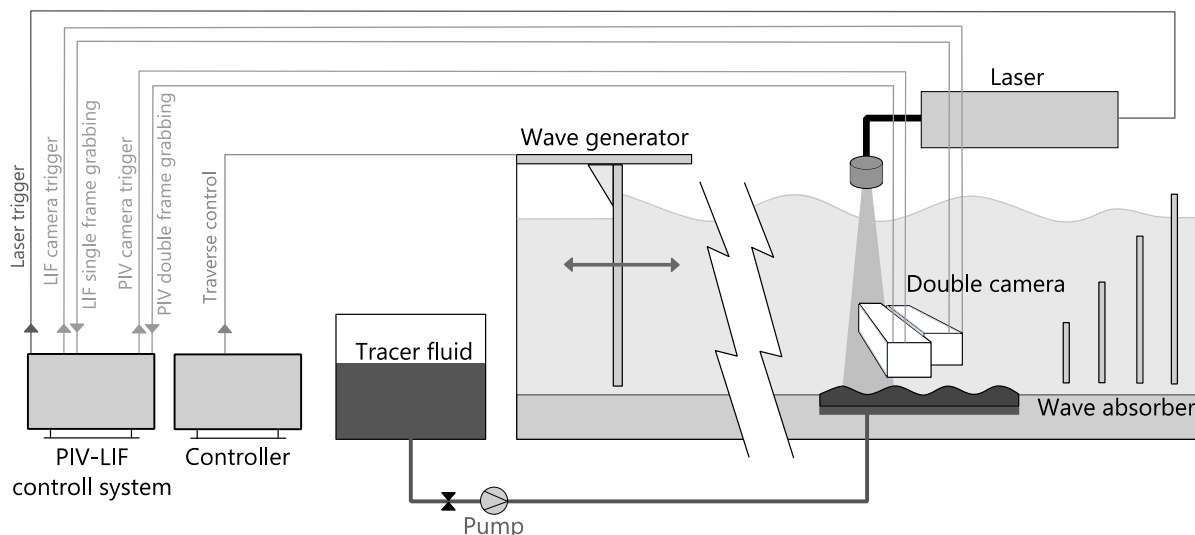 Laser
Wave generator
Laser trigger
LIF camera trigger
LIF single frame grabbing
PIV camera trigger
PIV double frame grabbing
Traverse control
Double camera
Tracer fluid
Wave absorber
PIV-LIF
controll system
Controller
Pump